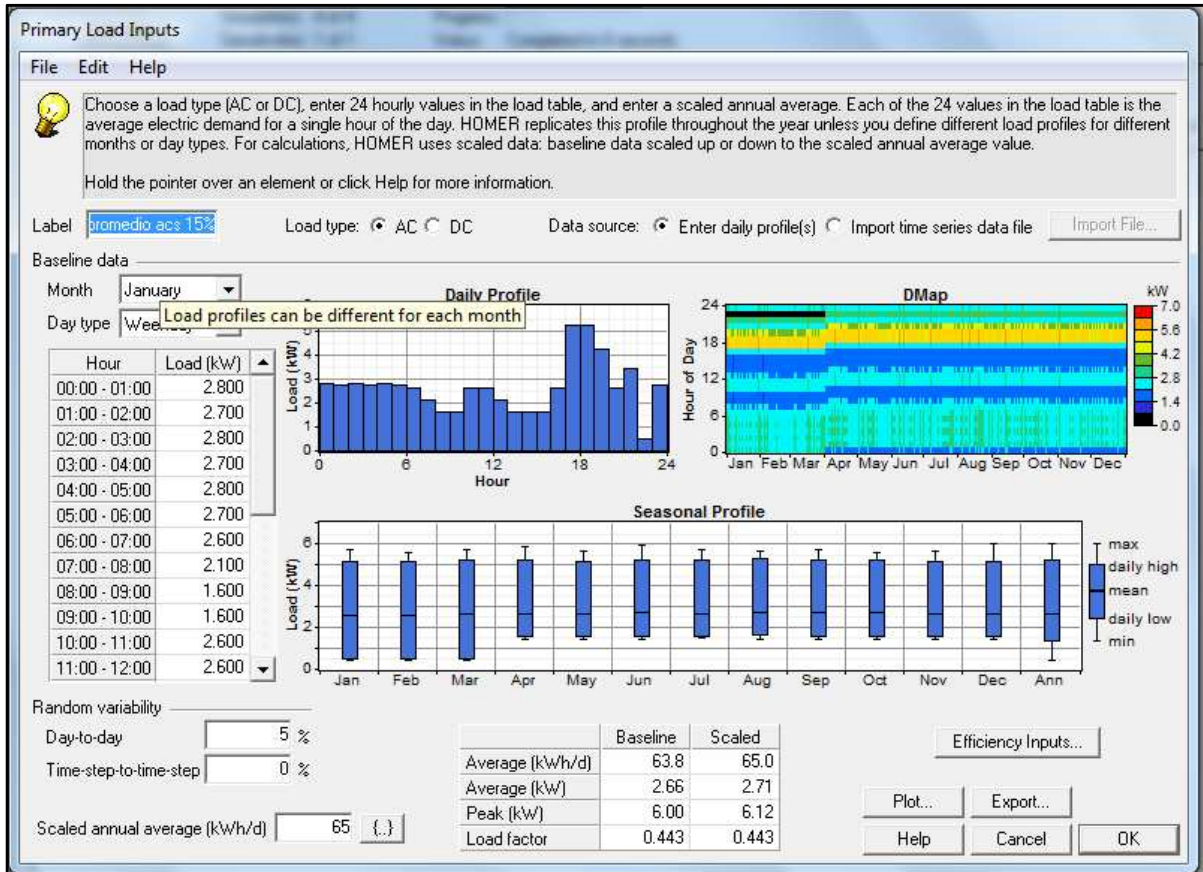 Primary Load Inputs
File Edit Help
Choose a load type (AC or DC), enter 24 hourly values in the load table, and enter a scaled annual average. Each of the 24 values in the load table is the
average electric demand for a single hour of the day. HOMER replicates this profile throughout the year unless you define different load profiles for different
months or day types. For calculations, HOMER uses scaled data: baseline data scaled up or down to the scaled annual average value.
Hold the pointer over an element or click Help for more information.
Label promedio acs 15% Load type: AC DC Data source: Enter daily profile(s) Import time series data file Import File...
Baseline data
Month January
Day type
Load profiles can be different for each month
Hour Load (kW)
00:00 - 01:00 2.800
01:00 - 02:00 2.700
02:00 - 03:00 2.800
03:00 - 04:00 2.700
04:00 - 05:00 2.800
05:00 - 06:00 2.700
06:00 - 07:00 2.600
07:00 - 08:00 2.100
08:00 - 09:00 1.600
09:00 - 10:00 1.600
10:00 - 11:00 2.600
11:00 - 12:00 2.600
Daily Profile
Load (kW)
5
4
3
2
1
0
0 6 12 18 24
Hour
DMap
Hour of Day
24
18
12
6
0
Jan Feb Mar Apr May Jun Jul Aug Sep Oct Nov Dec
kW
7.0
5.6
4.2
2.8
1.4
0.0
Seasonal Profile
Load (kW)
6
4
2
0
Jan Feb Mar Apr May Jun Jul Aug Sep Oct Nov Dec Ann
max
daily high
mean
daily low
min
Random variability
Day-to-day 5 %
Time-step-to-time-step 0 %
Scaled annual average (kWh/d) 65 {..}
Baseline Scaled
Average (kWh/d) 63.8 65.0
Average (kW) 2.66 2.71
Peak (kW) 6.00 6.12
Load factor 0.443 0.443
Efficiency Inputs...
Plot... Export...
Help Cancel OK